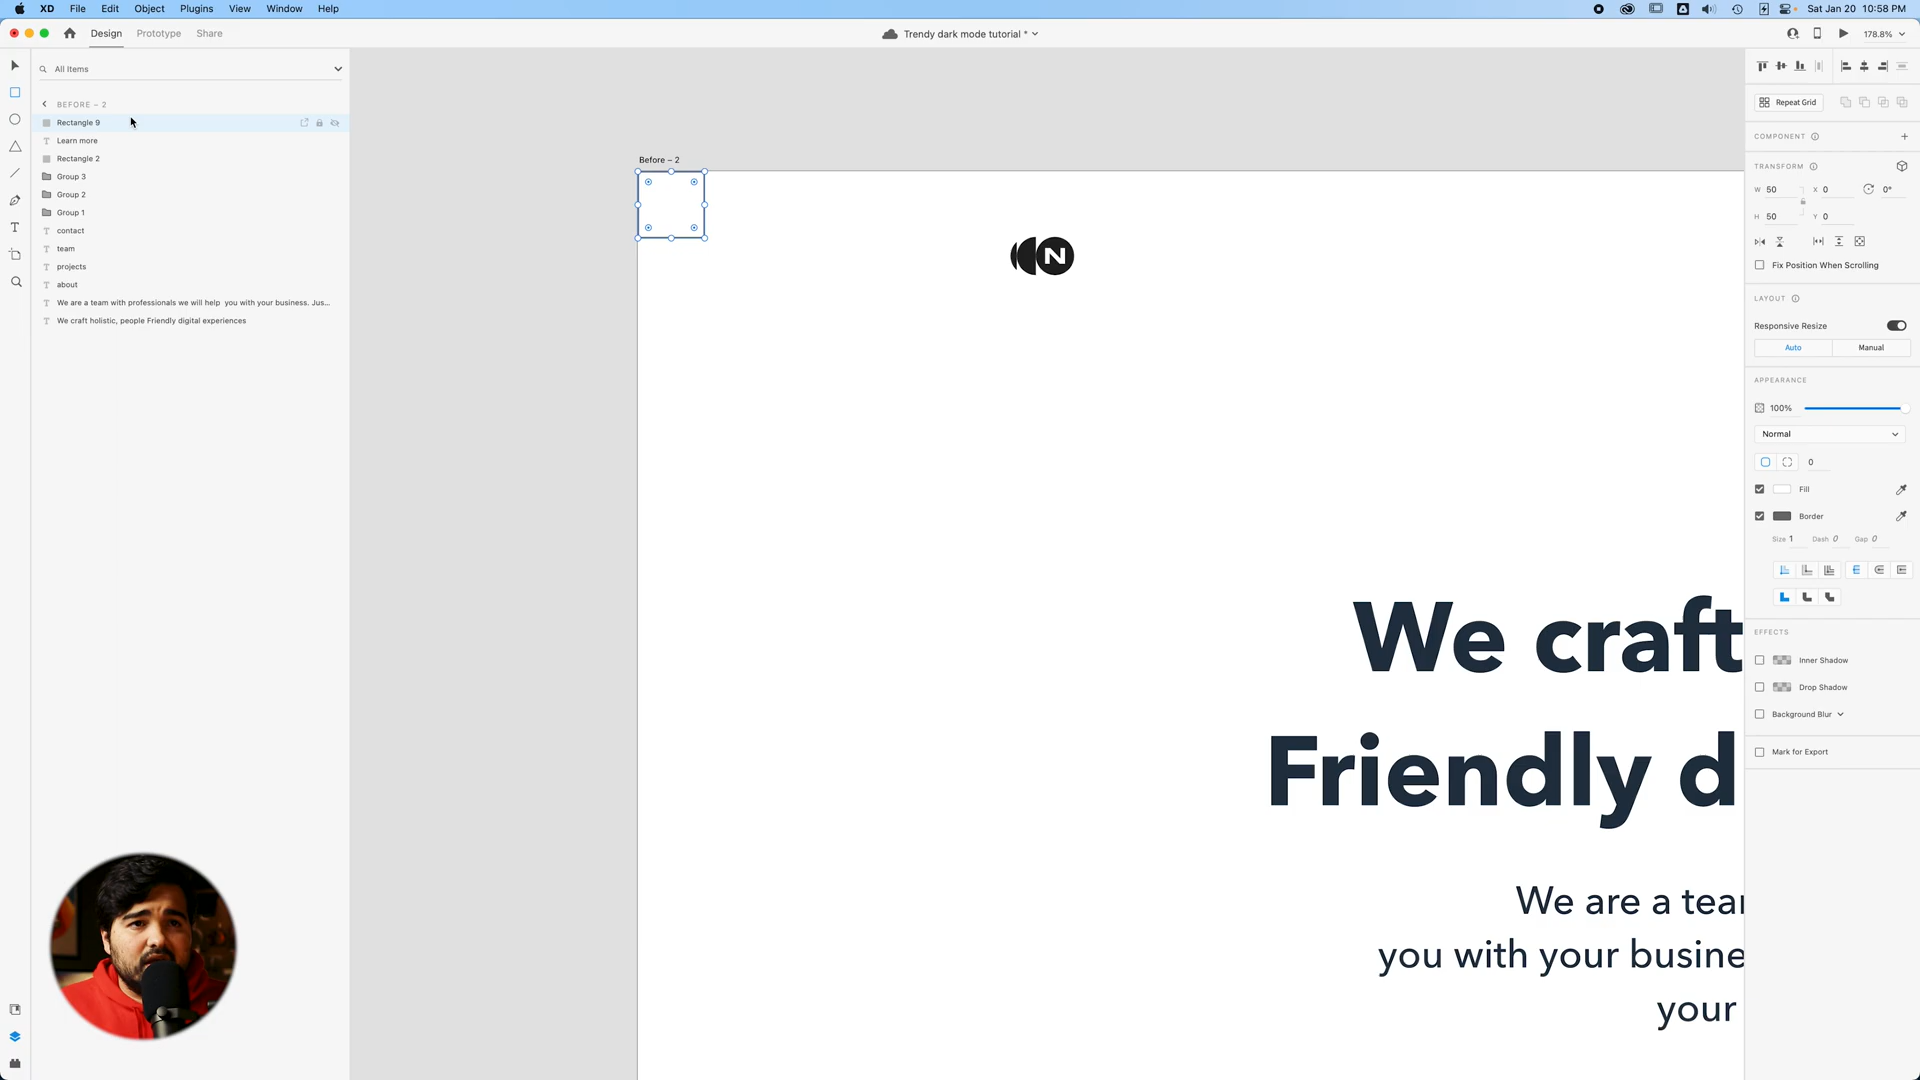 XD File Edit Object Plugins View Window Help
Sat Jan 20 10:58 PM
Design Prototype Share
Trendy dark mode tutorial *
178.8%
All Items
BEFORE – 2
Rectangle 9
Learn more
Rectangle 2
Group 3
Group 2
Group 1
contact
team
projects
about
We are a team with professionals we will help you with your business. Jus...
We craft holistic, people Friendly digital experiences
Before – 2
N
We craft
Friendly d
We are a tear
you with your busine
your
Repeat Grid
COMPONENT
TRANSFORM
W 50 X 0 0°
H 50 Y 0
Fix Position When Scrolling
LAYOUT
Responsive Resize
Auto Manual
APPEARANCE
100%
Normal
0
Fill
Border
Size 1 Dash 0 Gap 0
EFFECTS
Inner Shadow
Drop Shadow
Background Blur
Mark for Export